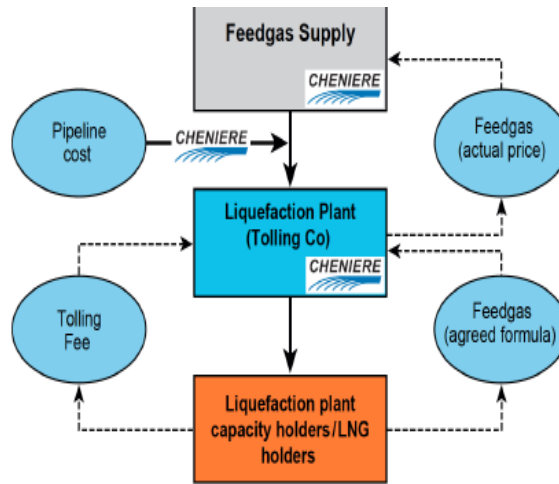 Feedgas Supply
CHENIERE
Pipeline
cost
CHENIERE
Feedgas
(actual price)
Liquefaction Plant
(Tolling Co)
CHENIERE
Tolling
Fee
Feedgas
(agreed formula)
Liquefaction plant
capacity holders/LNG
holders